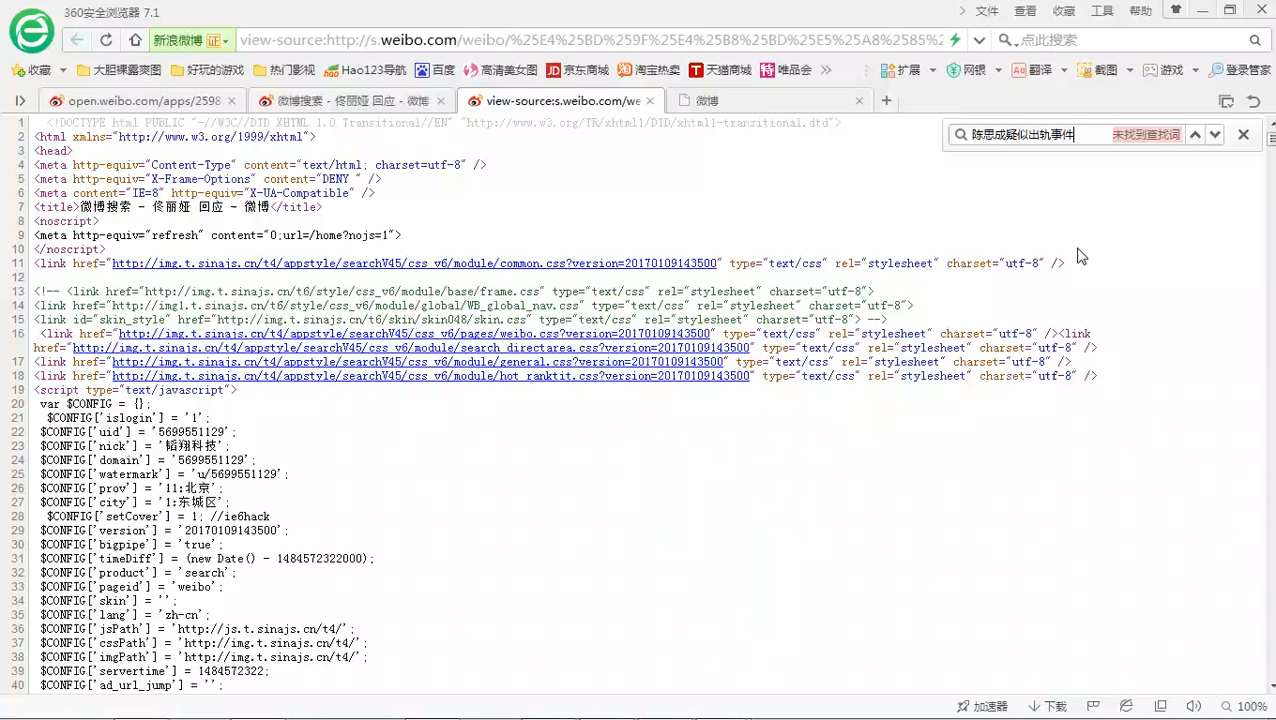 360安全浏览器 7.1
文件 查看 收藏 工具 帮助
新浪微博 证 view-source:http://s.weibo.com/weibo/%25E4%25BD%259F%25E4%25B8%25BD%25E5%25A8%2585%2 点此搜索
收藏 大胆裸露爽图 好玩的游戏 热门影视 Hao123导航 百度 高清美女图 JD 京东商城 淘宝热卖 天猫商城 唯品会 扩展 网银 翻译 截图 游戏 登录管家
open.weibo.com/apps/2598 微博搜索 - 佟丽娅 回应 - 微博 view-source:s.weibo.com/we 微博
陈思成疑似出轨事件 未找到查找词
1 <!DOCTYPE html PUBLIC "-//W3C//DTD XHTML 1.0 Transitional//EN" "http://www.w3.org/TR/xhtml1/DTD/xhtml1-transitional.dtd">
2 <html xmlns="http://www.w3.org/1999/xhtml">
3 <head>
4 <meta http-equiv="Content-Type" content="text/html; charset=utf-8" />
5 <meta http-equiv="X-Frame-Options" content="DENY " />
6 <meta content="IE=8" http-equiv="X-UA-Compatible" />
7 <title>微博搜索 - 佟丽娅 回应 - 微博</title>
8 <noscript>
9 <meta http-equiv="refresh" content="0;url=/home?nojs=1">
10 </noscript>
11 <link href="http://img.t.sinajs.cn/t4/appstyle/searchV45/css_v6/module/common.css?version=20170109143500" type="text/css" rel="stylesheet" charset="utf-8" />
12
13 <!-- <link href="http://img.t.sinajs.cn/t6/style/css_v6/module/base/frame.css" type="text/css" rel="stylesheet" charset="utf-8">
14 <link href="http://img1.t.sinajs.cn/t6/style/css_v6/module/global/WB_global_nav.css" type="text/css" rel="stylesheet" charset="utf-8">
15 <link id="skin_style" href="http://img.t.sinajs.cn/t6/skin/skin048/skin.css" type="text/css" rel="stylesheet" charset="utf-8"> -->
16 <link href="http://img.t.sinajs.cn/t4/appstyle/searchV45/css_v6/pages/weibo.css?version=20170109143500" type="text/css" rel="stylesheet" charset="utf-8" /><link
href="http://img.t.sinajs.cn/t4/appstyle/searchV45/css_v6/module/search_directarea.css?version=20170109143500" type="text/css" rel="stylesheet" charset="utf-8" />
17 <link href="http://img.t.sinajs.cn/t4/appstyle/searchV45/css_v6/module/general.css?version=20170109143500" type="text/css" rel="stylesheet" charset="utf-8" />
18 <link href="http://img.t.sinajs.cn/t4/appstyle/searchV45/css_v6/module/hot_ranktit.css?version=20170109143500" type="text/css" rel="stylesheet" charset="utf-8" />
19 <script type="text/javascript">
20 var $CONFIG = {};
21 $CONFIG['islogin'] = '1';
22 $CONFIG['uid'] = '5699551129';
23 $CONFIG['nick'] = '韬翔科技';
24 $CONFIG['domain'] = '5699551129';
25 $CONFIG['watermark'] = 'u/5699551129';
26 $CONFIG['prov'] = '11:北京';
27 $CONFIG['city'] = '1:东城区';
28 $CONFIG['setCover'] = 1; //ie6hack
29 $CONFIG['version'] = '20170109143500';
30 $CONFIG['bigpipe'] = 'true';
31 $CONFIG['timeDiff'] = (new Date() - 1484572322000);
32 $CONFIG['product'] = 'search';
33 $CONFIG['pageid'] = 'weibo';
34 $CONFIG['skin'] = '';
35 $CONFIG['lang'] = 'zh-cn';
36 $CONFIG['jsPath'] = 'http://js.t.sinajs.cn/t4/';
37 $CONFIG['cssPath'] = 'http://img.t.sinajs.cn/t4/';
38 $CONFIG['imgPath'] = 'http://img.t.sinajs.cn/t4/';
39 $CONFIG['servertime'] = 1484572322;
40 $CONFIG['ad_url_jump'] = '';
加速器 下载 100%